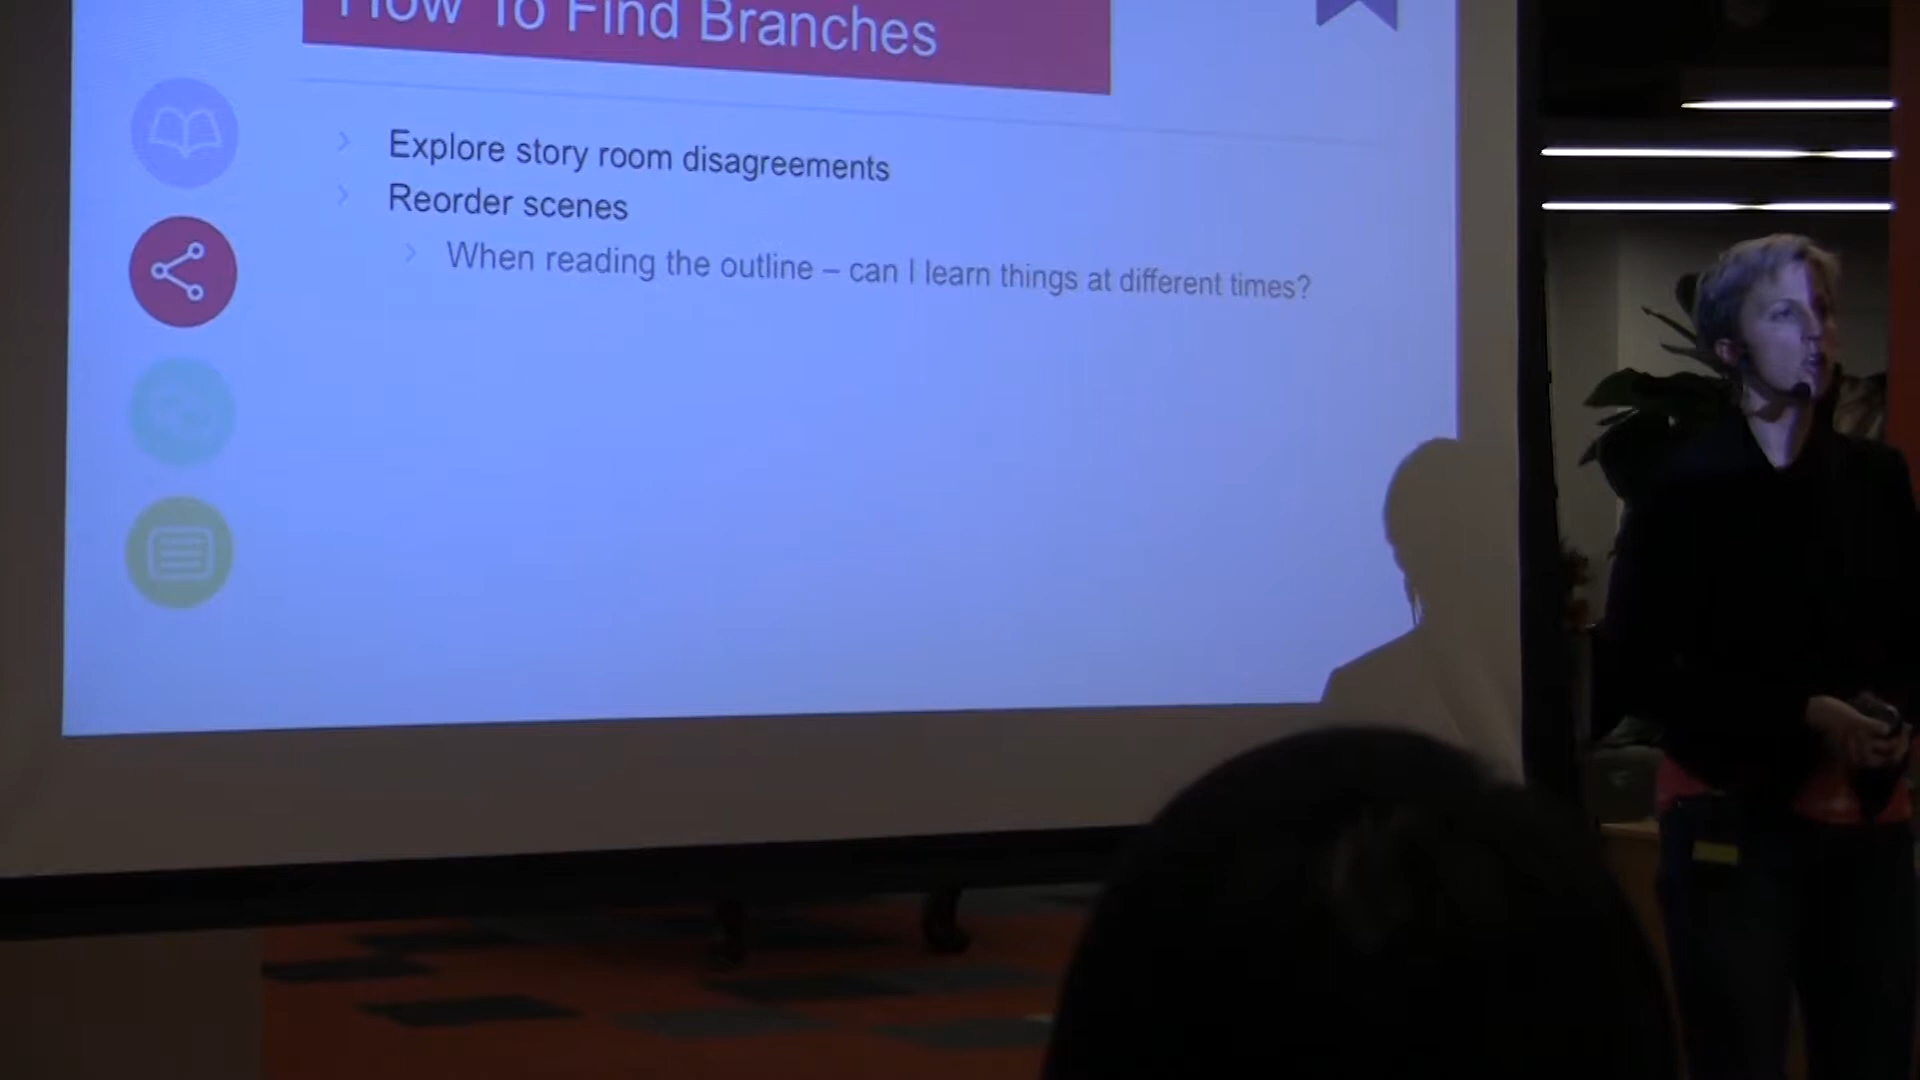 How To Find Branches
Explore story room disagreements
Reorder scenes
When reading the outline – can I learn things at different times?